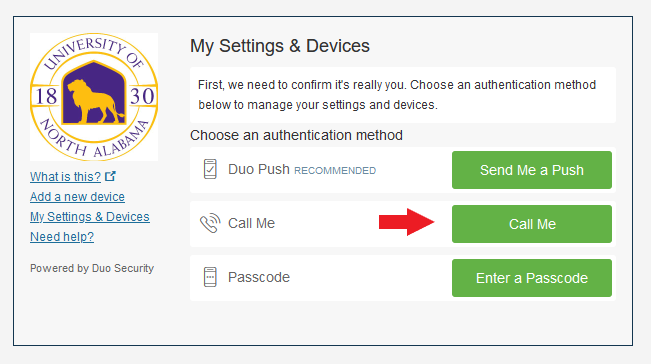 UNIVERSITY OF
18 30
NORTH ALABAMA
What is this?
Add a new device
My Settings & Devices
Need help?
Powered by Duo Security
My Settings & Devices
First, we need to confirm it's really you. Choose an authentication method
below to manage your settings and devices.
Choose an authentication method
Duo Push RECOMMENDED
Send Me a Push
Call Me
Call Me
Passcode
Enter a Passcode